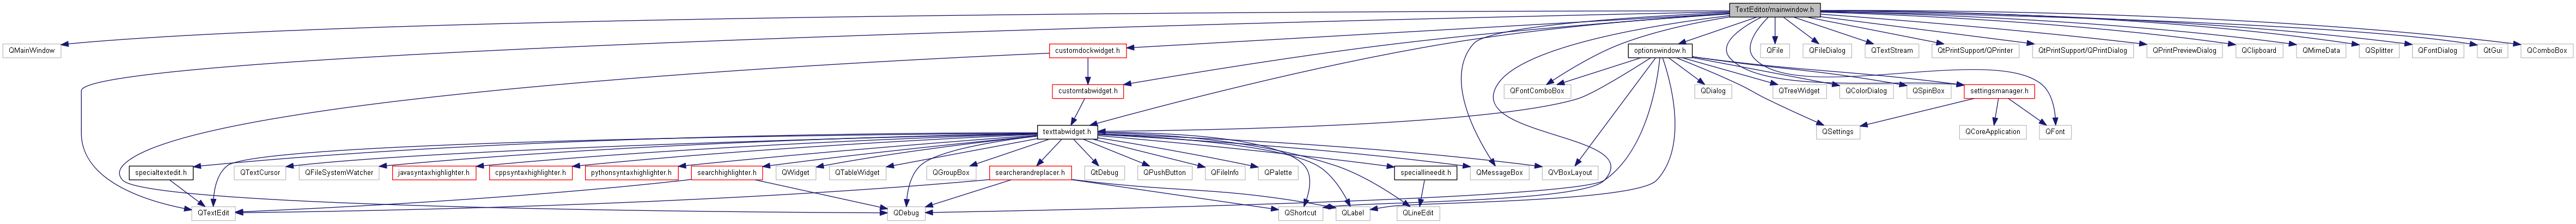 TextEditor/mainwindow.h
QMainWindow
customdockwidget.h
optionswindow.h
QFile
QFileDialog
QTextStream
QtPrintSupport/QPrinter
QtPrintSupport/QPrintDialog
QPrintPreviewDialog
QClipboard
QMimeData
QSplitter
QFontDialog
QtGui
QComboBox
customtabwidget.h
QFontComboBox
QDialog
QTreeWidget
QColorDialog
QSpinBox
settingsmanager.h
texttabwidget.h
QSettings
QCoreApplication
QFont
specialtextedit.h
QTextCursor
QFileSystemWatcher
javasyntaxhighlighter.h
cppsyntaxhighlighter.h
pythonsyntaxhighlighter.h
searchhighlighter.h
QWidget
QTableWidget
QGroupBox
searcherandreplacer.h
QtDebug
QPushButton
QFileInfo
QPalette
speciallineedit.h
QMessageBox
QVBoxLayout
QTextEdit
QDebug
QShortcut
QLabel
QLineEdit